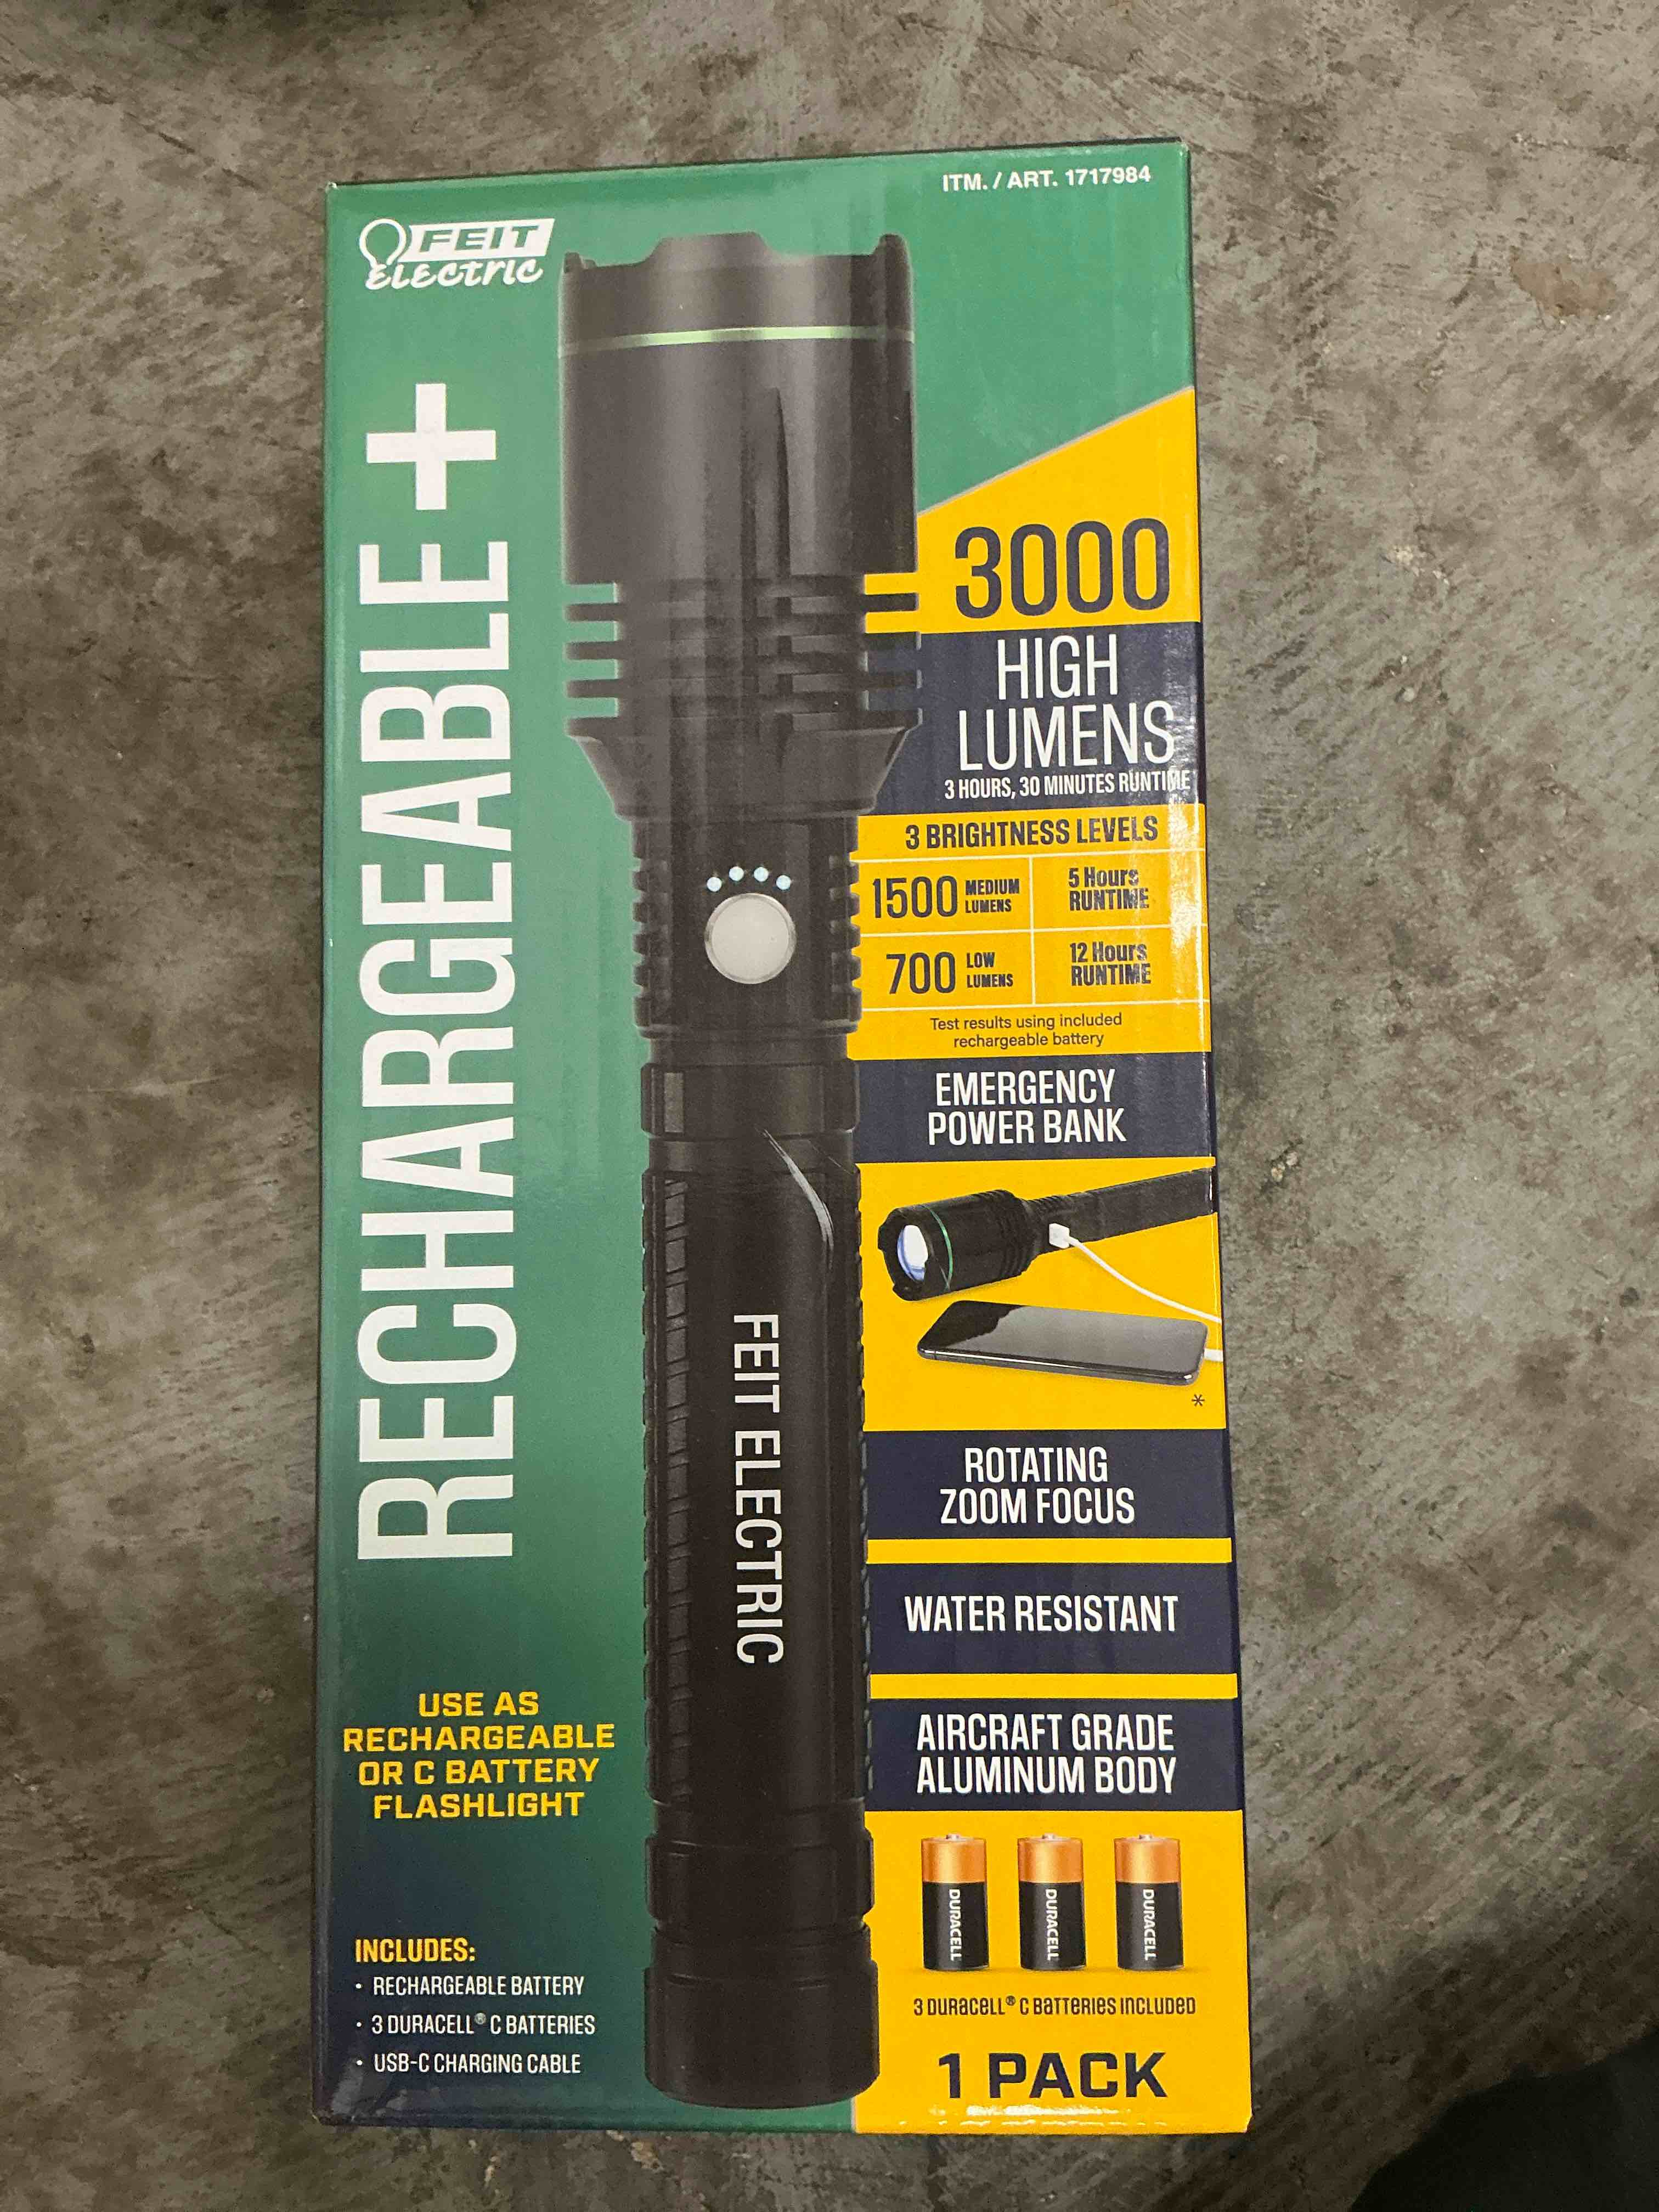 ITM. / ART. 1717984
FEIT
ELECTRIC
RECHARGEABLE+
3000
HIGH
LUMENS
3 HOURS, 30 MINUTES RUNTIME
3 BRIGHTNESS LEVELS
1500 MEDIUM
LUMENS
5 Hours
RUNTIME
700 LOW
LUMENS
12 Hours
RUNTIME
Test results using included
rechargeable battery
EMERGENCY
POWER BANK
*
ROTATING
ZOOM FOCUS
WATER RESISTANT
AIRCRAFT GRADE
ALUMINUM BODY
FEIT ELECTRIC
USE AS
RECHARGEABLE
OR C BATTERY
FLASHLIGHT
INCLUDES:
• RECHARGEABLE BATTERY
• 3 DURACELL® C BATTERIES
• USB-C CHARGING CABLE
DURACELL
DURACELL
DURACELL
3 DURACELL® C BATTERIES INCLUDED
1 PACK